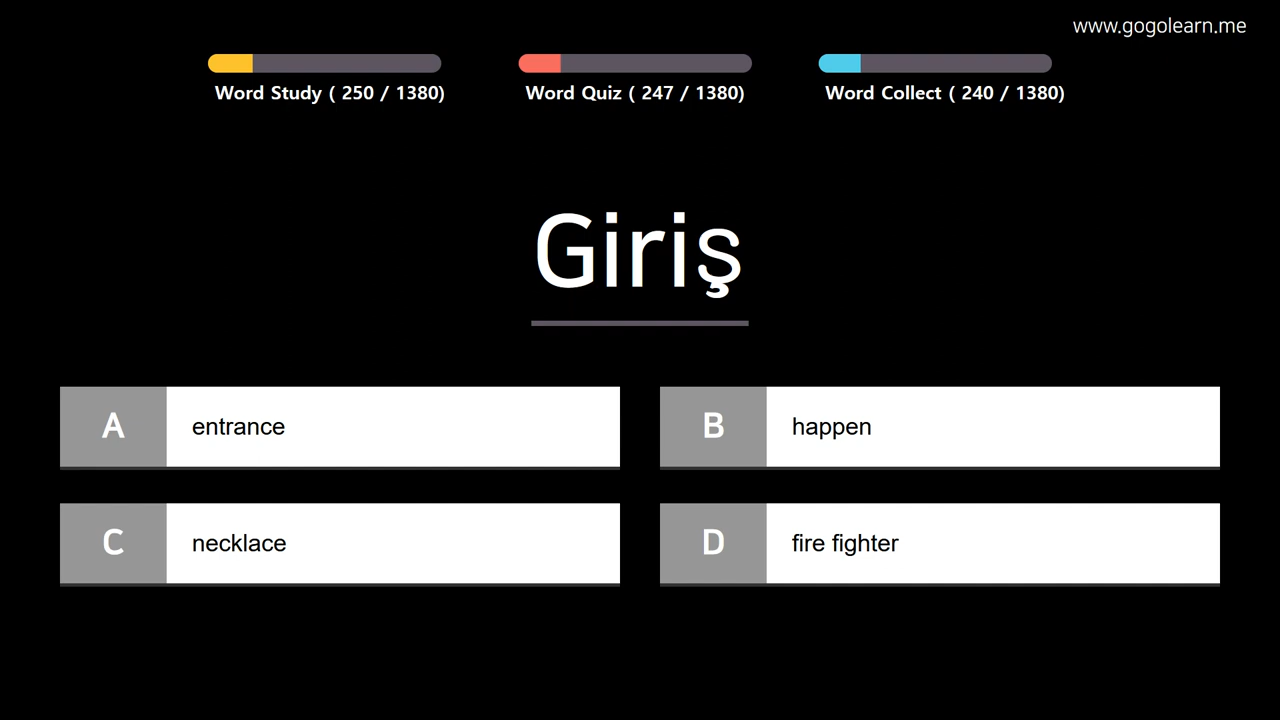 www.gogolearn.me
Word Study ( 250 / 1380)
Word Quiz ( 247 / 1380)
Word Collect ( 240 / 1380)
Giriş
A entrance
B happen
C necklace
D fire fighter